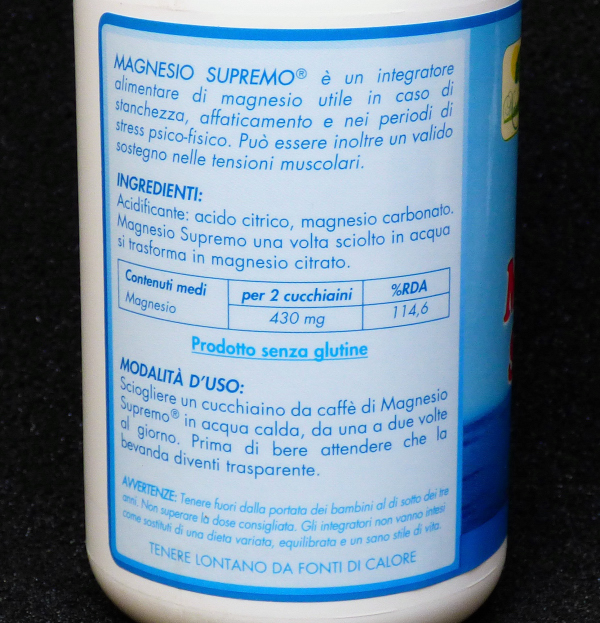 MAGNESIO SUPREMO® è un integratore
alimentare di magnesio utile in caso di
stanchezza, affaticamento e nei periodi di
stress psico-fisico. Può essere inoltre un valido
sostegno nelle tensioni muscolari.
INGREDIENTI:
Acidificante: acido citrico, magnesio carbonato.
Magnesio Supremo una volta sciolto in acqua
si trasforma in magnesio citrato.
Contenuti medi per 2 cucchiaini %RDA
Magnesio 430 mg 114,6
Prodotto senza glutine
MODALITÀ D'USO:
Sciogliere un cucchiaino da caffè di Magnesio
Supremo® in acqua calda, da una a due volte
al giorno. Prima di bere attendere che la
bevanda diventi trasparente.
AVVERTENZE: Tenere fuori dalla portata dei bambini al di sotto dei tre
anni. Non superare la dose consigliata. Gli integratori non vanno intesi
come sostituti di una dieta variata, equilibrata e un sano stile di vita.
TENERE LONTANO DA FONTI DI CALORE